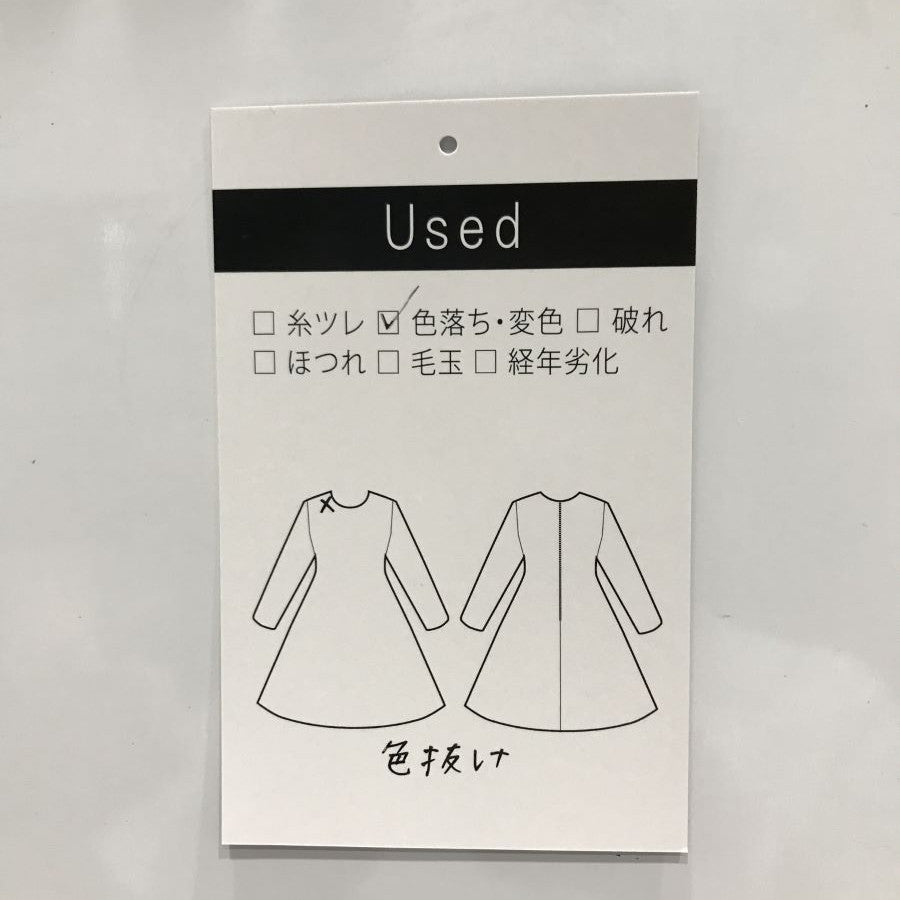 Used
□ 糸ツレ ☑ 色落ち・変色 □ 破れ
□ ほつれ □ 毛玉 □ 経年劣化
色抜け